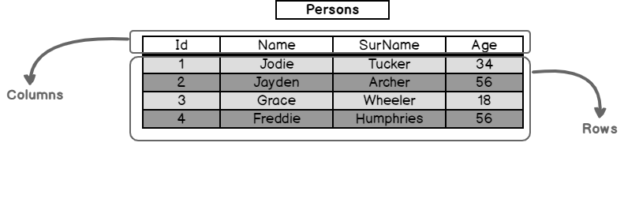 Persons
Id Name SurName Age
1 Jodie Tucker 34
2 Jayden Archer 56
3 Grace Wheeler 18
4 Freddie Humphries 56
Columns
Rows